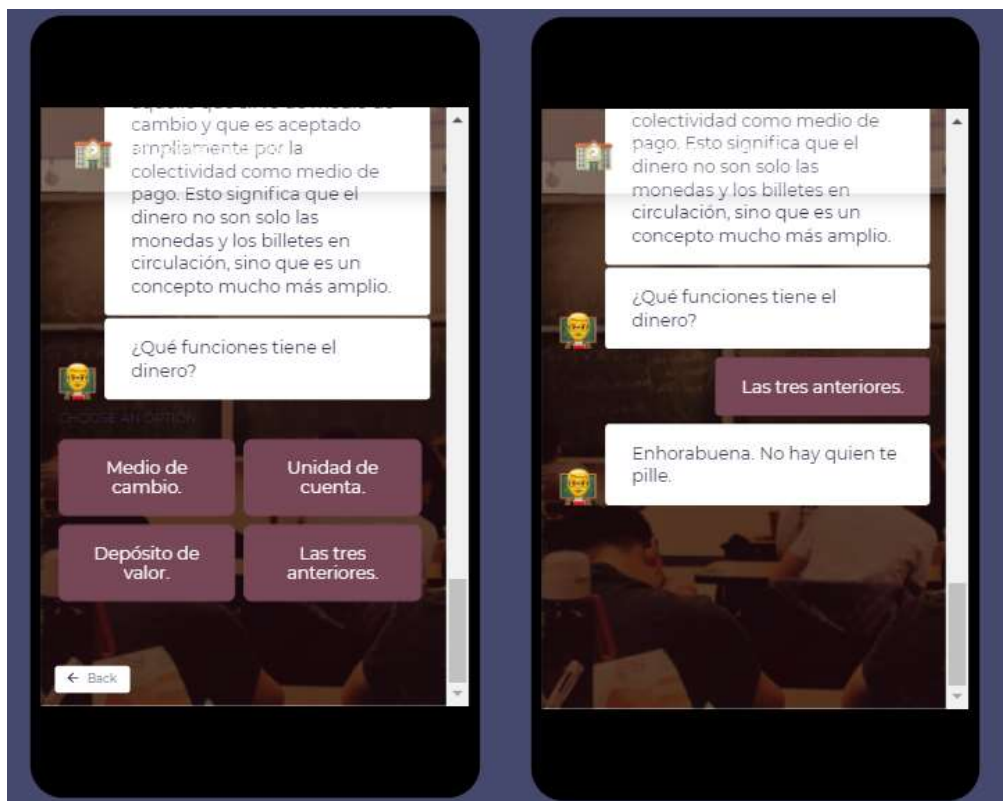 cambio y que es aceptado
ampliamente por la
colectividad como medio de
pago. Esto significa que el
dinero no son solo las
monedas y los billetes en
circulación, sino que es un
concepto mucho más amplio.
¿Qué funciones tiene el
dinero?
CHOOSE AN OPTION
Medio de
cambio.
Unidad de
cuenta.
Depósito de
valor.
Las tres
anteriores.
← Back
colectividad como medio de
pago. Esto significa que el
dinero no son solo las
monedas y los billetes en
circulación, sino que es un
concepto mucho más amplio.
¿Qué funciones tiene el
dinero?
Las tres anteriores.
Enhorabuena. No hay quien te
pille.